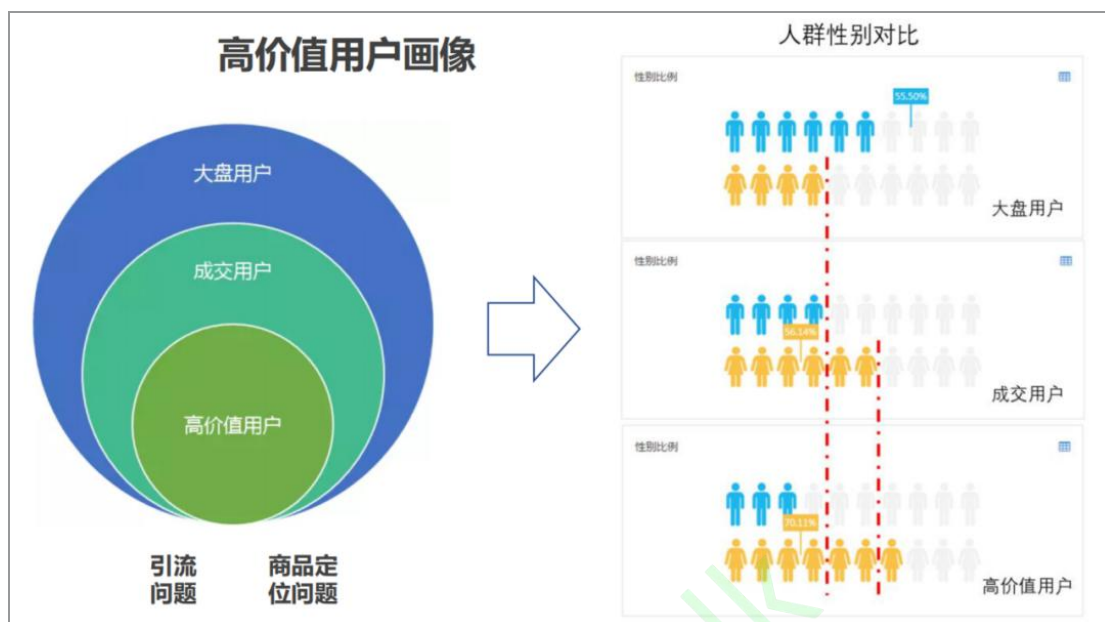 高价值用户画像
大盘用户
成交用户
高价值用户
引流
问题
商品定
位问题
人群性别对比
性别比例
55.50%
大盘用户
性别比例
56.14%
成交用户
性别比例
70.11%
高价值用户